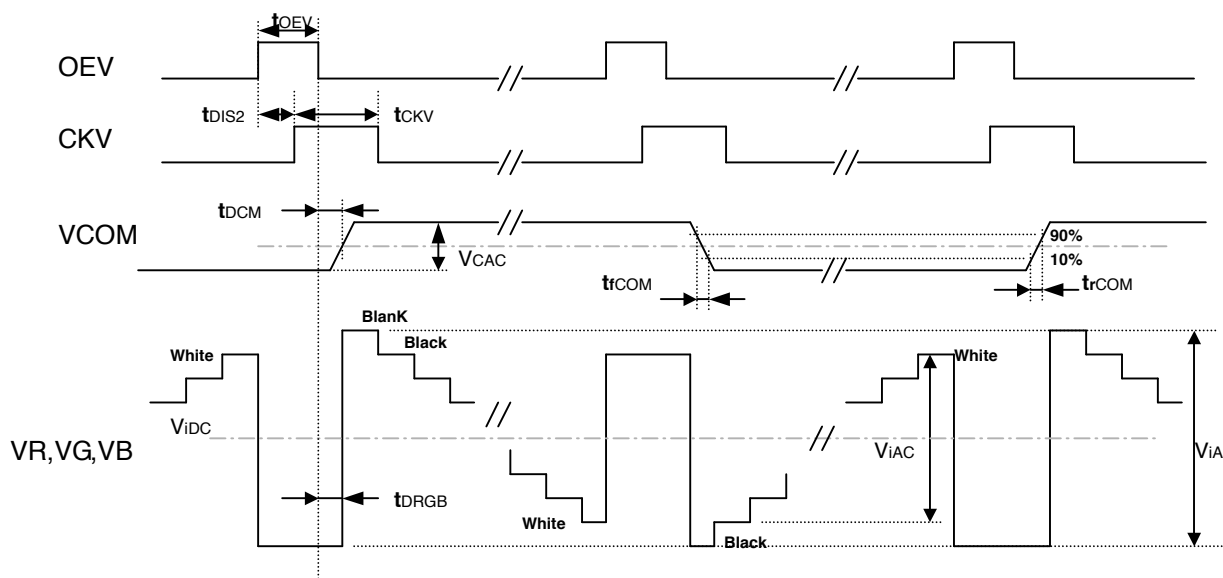 tOEV
OEV
tDIS2 tCKV
CKV
tDCM
VCOM
VCAC
90%
10%
tfCOM
trCOM
BlanK
White
Black
White
ViDC
VR,VG,VB
ViAC
ViA
tDRGB
White
Black